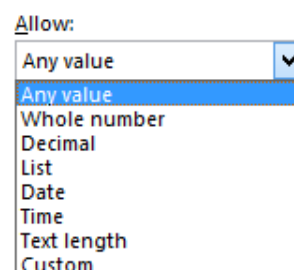 Allow:
Any value
Any value
Whole number
Decimal
List
Date
Time
Text length
Custom